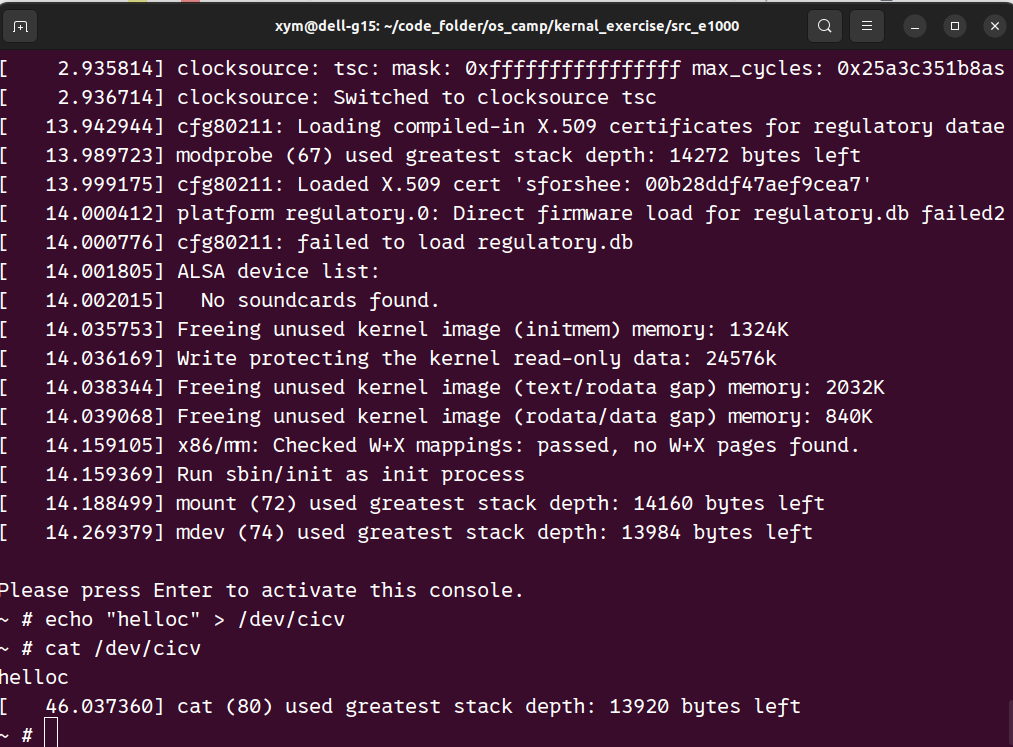 xym@dell-g15: ~/code_folder/os_camp/kernal_exercise/src_e1000
[    2.935814] clocksource: tsc: mask: 0xffffffffffffffff max_cycles: 0x25a3c351b8as
[    2.936714] clocksource: Switched to clocksource tsc
[   13.942944] cfg80211: Loading compiled-in X.509 certificates for regulatory datae
[   13.989723] modprobe (67) used greatest stack depth: 14272 bytes left
[   13.999175] cfg80211: Loaded X.509 cert 'sforshee: 00b28ddf47aef9cea7'
[   14.000412] platform regulatory.0: Direct firmware load for regulatory.db failed2
[   14.000776] cfg80211: failed to load regulatory.db
[   14.001805] ALSA device list:
[   14.002015]   No soundcards found.
[   14.035753] Freeing unused kernel image (initmem) memory: 1324K
[   14.036169] Write protecting the kernel read-only data: 24576k
[   14.038344] Freeing unused kernel image (text/rodata gap) memory: 2032K
[   14.039068] Freeing unused kernel image (rodata/data gap) memory: 840K
[   14.159105] x86/mm: Checked W+X mappings: passed, no W+X pages found.
[   14.159369] Run sbin/init as init process
[   14.188499] mount (72) used greatest stack depth: 14160 bytes left
[   14.269379] mdev (74) used greatest stack depth: 13984 bytes left
Please press Enter to activate this console.
~ # echo "helloc" > /dev/cicv
~ # cat /dev/cicv
helloc
[   46.037360] cat (80) used greatest stack depth: 13920 bytes left
~ #